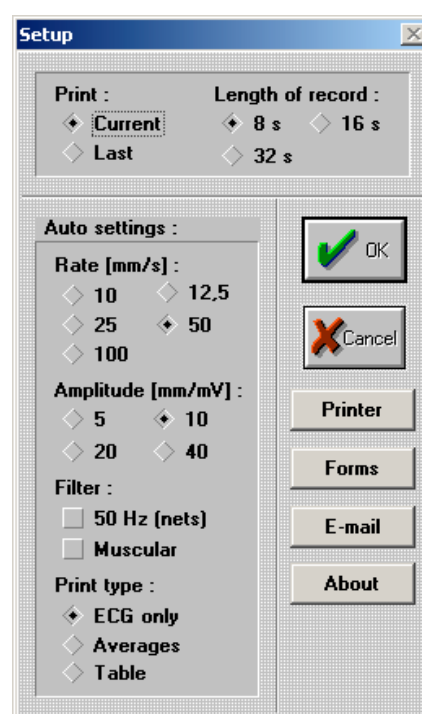 Setup
Print :
Length of record :
Current
8 s
16 s
Last
32 s
Auto settings :
Rate [mm/s] :
10
12,5
25
50
100
Amplitude [mm/mV] :
5
10
20
40
Filter :
50 Hz (nets)
Muscular
Print type :
ECG only
Averages
Table
OK
Cancel
Printer
Forms
E-mail
About